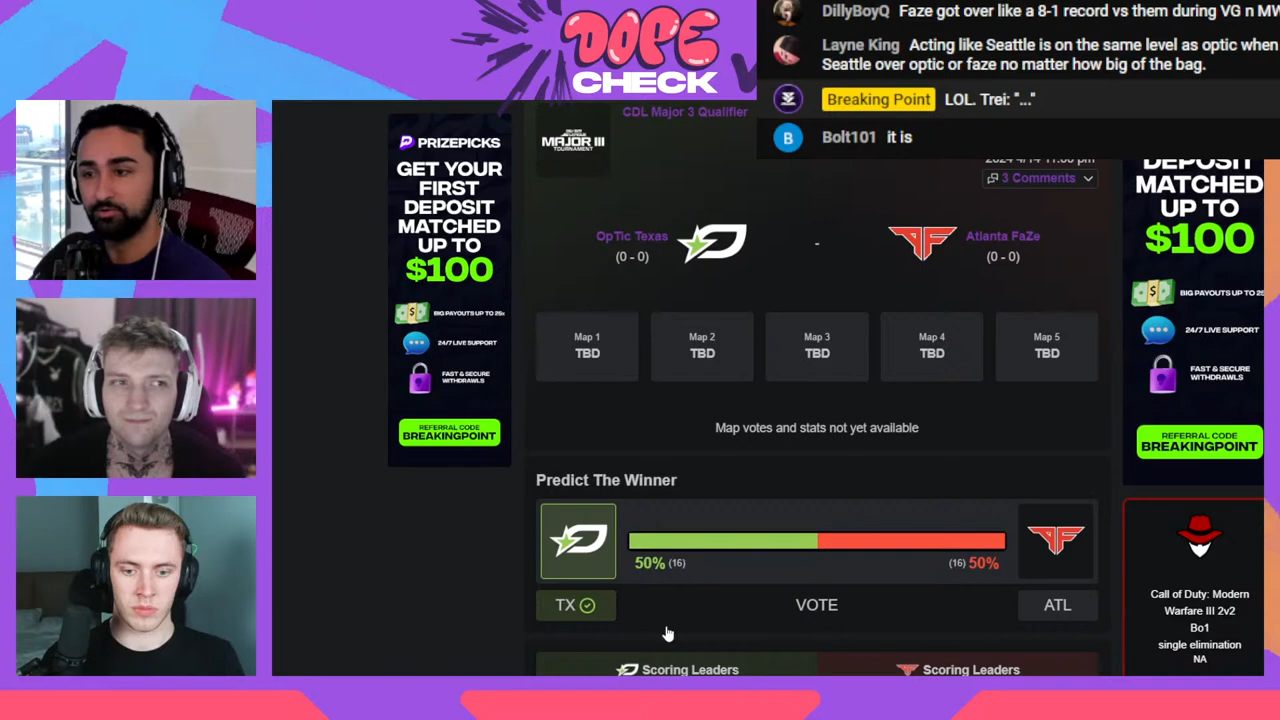 DOPE
CHECK
DillyBoyQ Faze got over like a 8-1 record vs them during VG n MW
Layne King Acting like Seattle is on the same level as optic when
Seattle over optic or faze no matter how big of the bag.
Breaking Point LOL. Trei: "..."
Bolt101 it is
PRIZEPICKS
GET YOUR
FIRST
DEPOSIT
MATCHED
UP TO
$100
BIG PAYOUTS UP TO 25x
24/7 LIVE SUPPORT
FAST & SECURE
WITHDRAWLS
REFERRAL CODE
BREAKINGPOINT
CDL Major 3 Qualifier
MAJOR III
TOURNAMENT
3 Comments
OpTic Texas
(0 - 0)
-
Atlanta FaZe
(0 - 0)
Map 1
TBD
Map 2
TBD
Map 3
TBD
Map 4
TBD
Map 5
TBD
Map votes and stats not yet available
Predict The Winner
50% (16)
(16) 50%
TX
VOTE
ATL
Scoring Leaders
Scoring Leaders
DEPOSIT
MATCHED
UP TO
$100
BIG PAYOUTS UP TO 25
24/7 LIVE SUPPORT
FAST & SECURE
WITHDRAWLS
REFERRAL CODE
BREAKINGPOINT
Call of Duty: Modern
Warfare III 2v2
Bo1
single elimination
NA